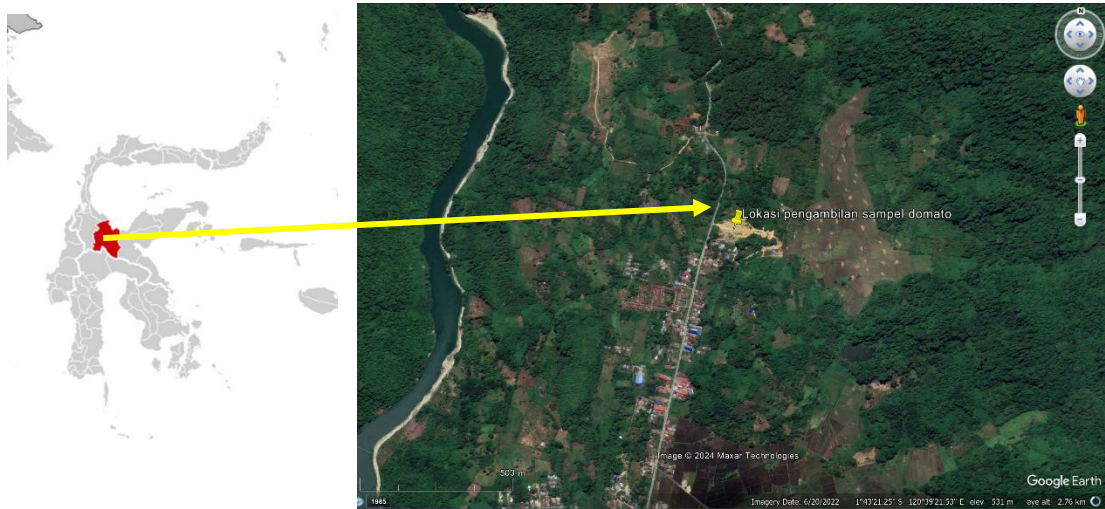 N
Lokasi pengambilan sampel domato
Image © 2024 Maxar Technologies
503 m
Google Earth
1985
Imagery Date: 6/20/2022 1°43'21.25" S 120°39'21.53" E elev 531 m eye alt 2.76 km